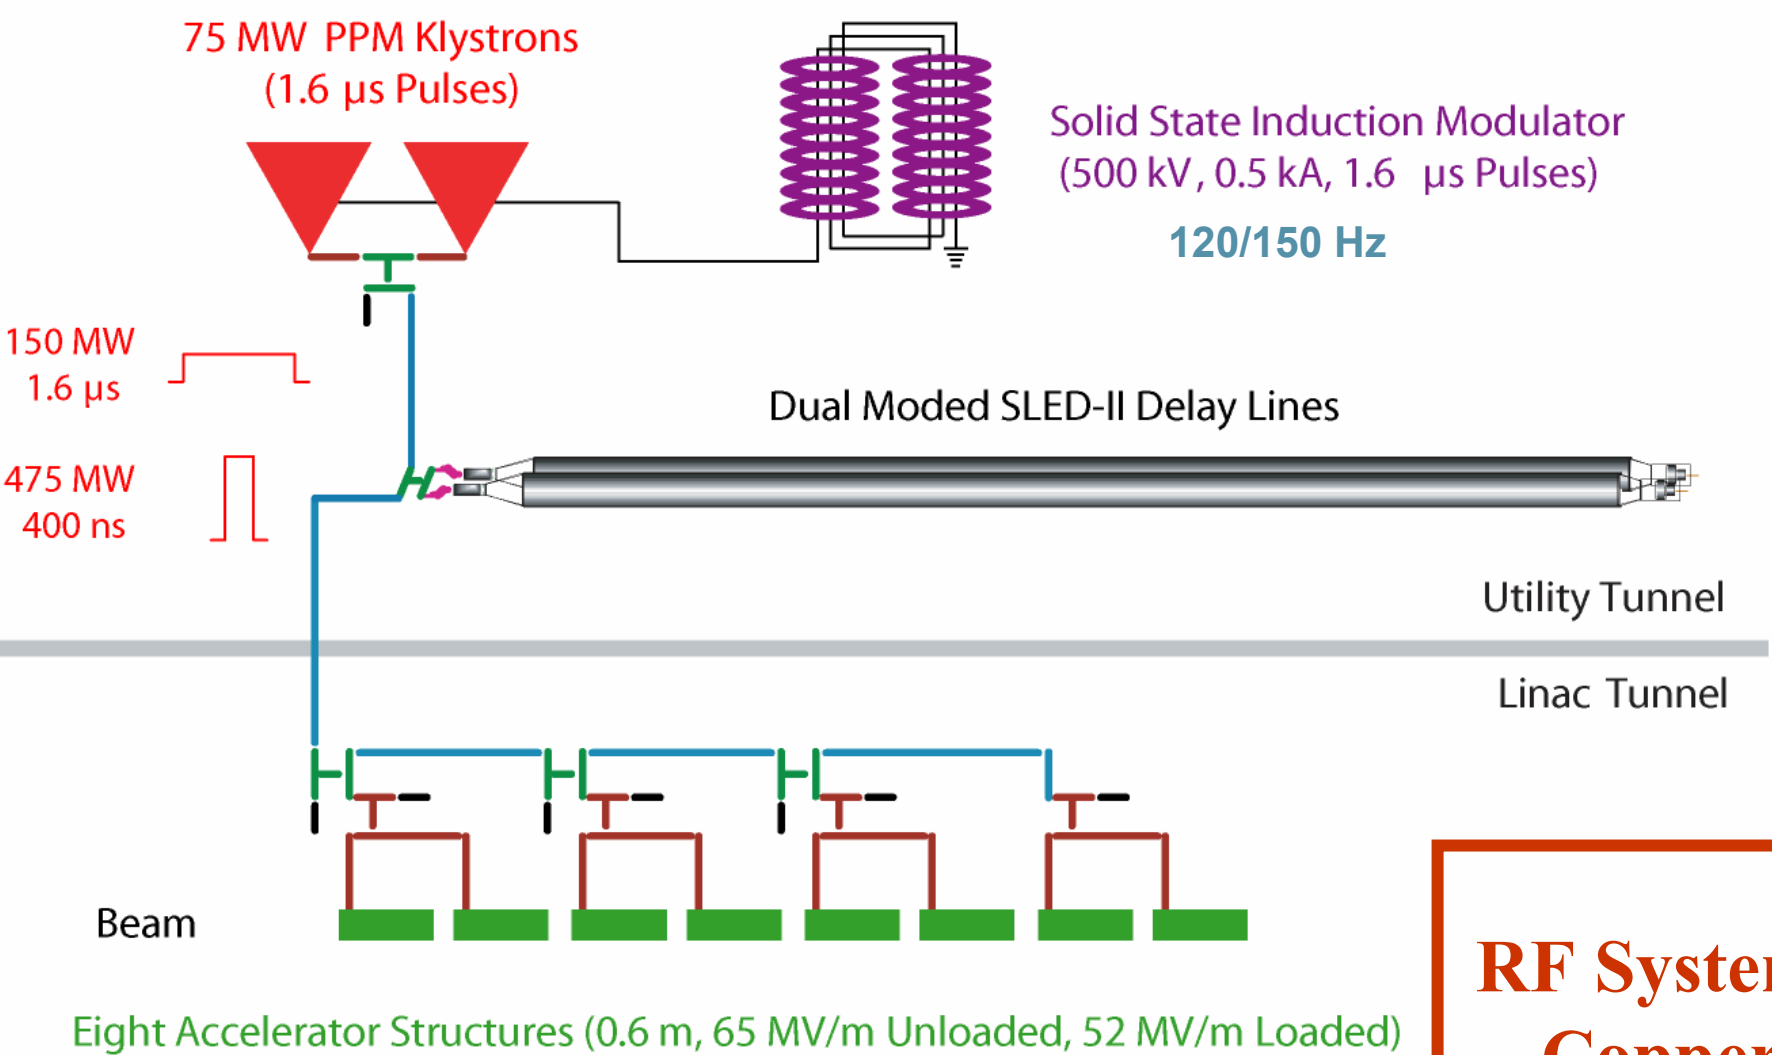 75 MW PPM Klystrons
(1.6 µs Pulses)
Solid State Induction Modulator
(500 kV, 0.5 kA, 1.6 µs Pulses)
120/150 Hz
150 MW
1.6 µs
Dual Moded SLED-II Delay Lines
475 MW
400 ns
Utility Tunnel
Linac Tunnel
Beam
RF
Eight Accelerator Structures (0.6 m, 65 MV/m Unloaded, 52 MV/m Loaded)